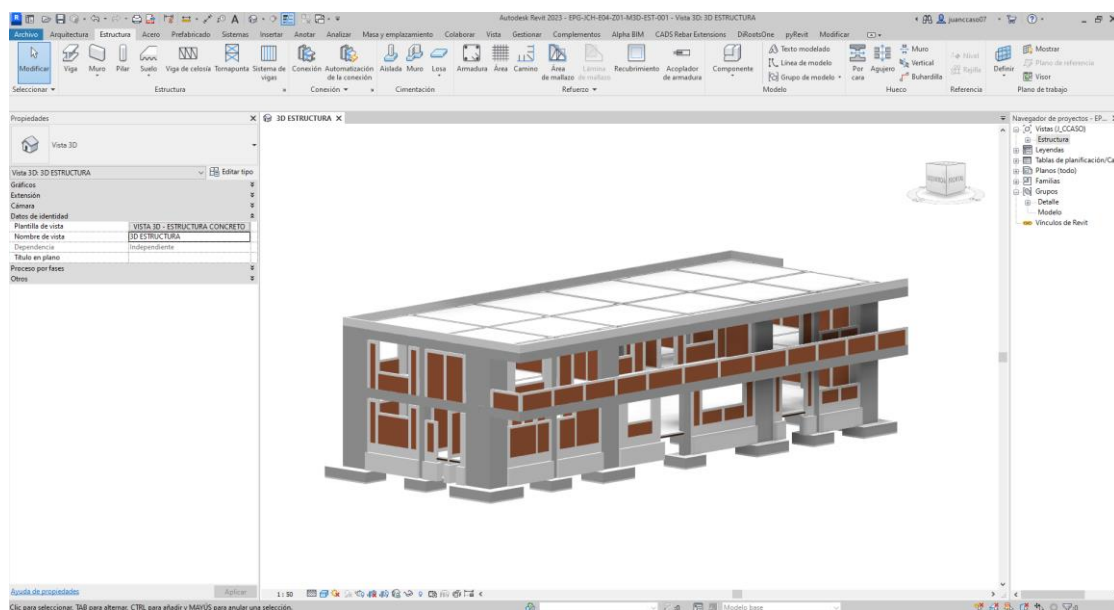 Autodesk Revit 2023 - EPG-JCH-E04-Z01-M3D-EST-001 - Vista 3D: 3D ESTRUCTURA
juanccaso07
Archivo Arquitectura Estructura Acero Prefabricado Sistemas Insertar Anotar Analizar Masa y emplazamiento Colaborar Vista Gestionar Complementos Alpha BIM CADS Rebar Extensions DiRootsOne pyRevit Modificar
Modificar Viga Muro Pilar Suelo Viga de celosía Tornapunta Sistema de vigas Conexión Automatización de la conexión Aislada Muro Losa Armadura Área Camino Área de mallazo Lámina de mallazo Recubrimiento Acoplador de armadura Componente
Texto modelado
Línea de modelo
Grupo de modelo
Por cara Agujero
Muro
Vertical
Buhardilla
Nivel
Rejilla
Definir
Mostrar
Plano de referencia
Visor
Seleccionar Estructura Conexión Cimentación Refuerzo Modelo Hueco Referencia Plano de trabajo
Propiedades
Vista 3D
Vista 3D: 3D ESTRUCTURA Editar tipo
Gráficos
Extensión
Cámara
Datos de identidad
Plantilla de vista VISTA 3D - ESTRUCTURA CONCRETO
Nombre de vista 3D ESTRUCTURA
Dependencia Independiente
Título en plano
Proceso por fases
Otros
Ayuda de propiedades Aplicar
3D ESTRUCTURA
Navegador de proyectos - EP...
Vistas (J_CCASO)
Estructura
Leyendas
Tablas de planificación/Ca
Planos (todo)
Familias
Grupos
Detalle
Modelo
Vínculos de Revit
1 : 50
Clic para seleccionar, TAB para alternar, CTRL para añadir y MAYÚS para anular una selección.
:0 Modelo base
:0